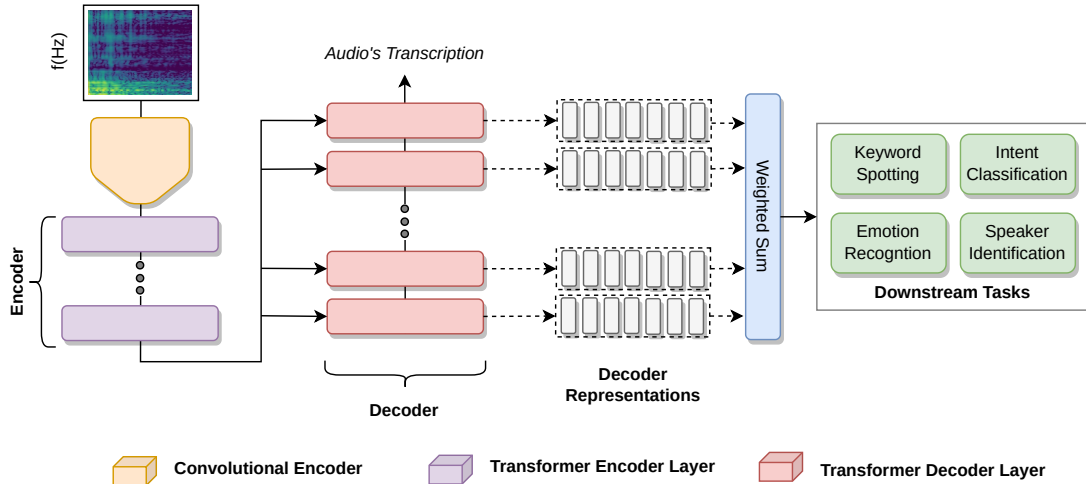 f(Hz)
Audio's Transcription
Encoder
Weighted Sum
Keyword
Spotting
Intent
Classification
Emotion
Recogntion
Speaker
Identification
Downstream Tasks
Decoder
Decoder
Representations
Convolutional Encoder
Transformer Encoder Layer
Transformer Decoder Layer